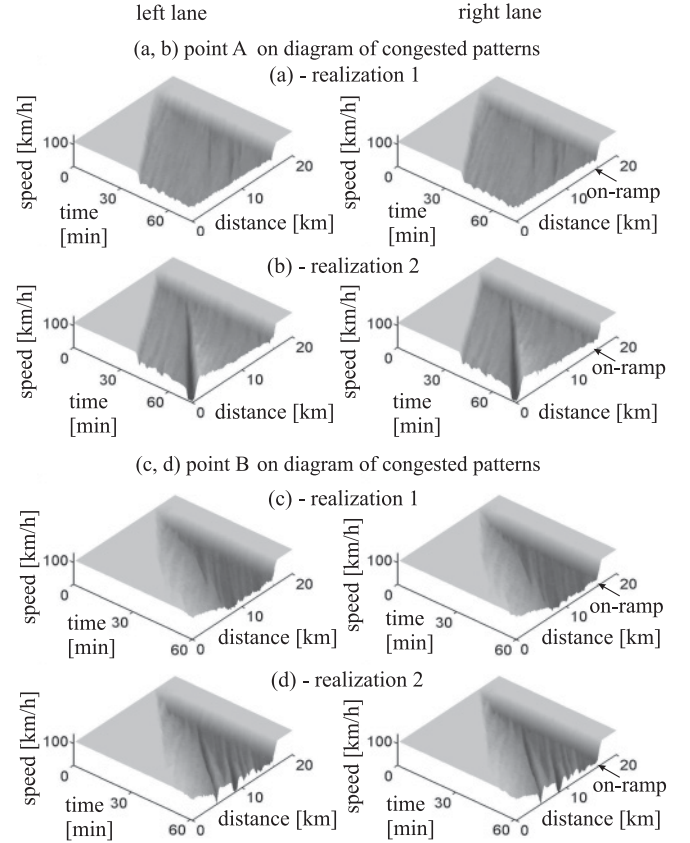 left lane right lane
(a, b) point A on diagram of congested patterns
(a) - realization 1
speed [km/h] 100 0 30 60 time [min] 0 10 20 distance [km]
speed [km/h] 100 0 30 60 time [min] 0 10 20 distance [km] on-ramp
(b) - realization 2
speed [km/h] 100 0 30 60 time [min] 0 10 20 distance [km]
speed [km/h] 100 0 30 60 time [min] 0 10 20 distance [km] on-ramp
(c, d) point B on diagram of congested patterns
(c) - realization 1
speed [km/h] 100 0 30 60 time [min] 0 10 20 distance [km]
speed [km/h] 100 0 30 60 time [min] 0 10 20 distance [km] on-ramp
(d) - realization 2
speed [km/h] 100 0 30 60 time [min] 0 10 20 distance [km]
speed [km/h] 100 0 30 60 time [min] 0 10 20 distance [km] on-ramp